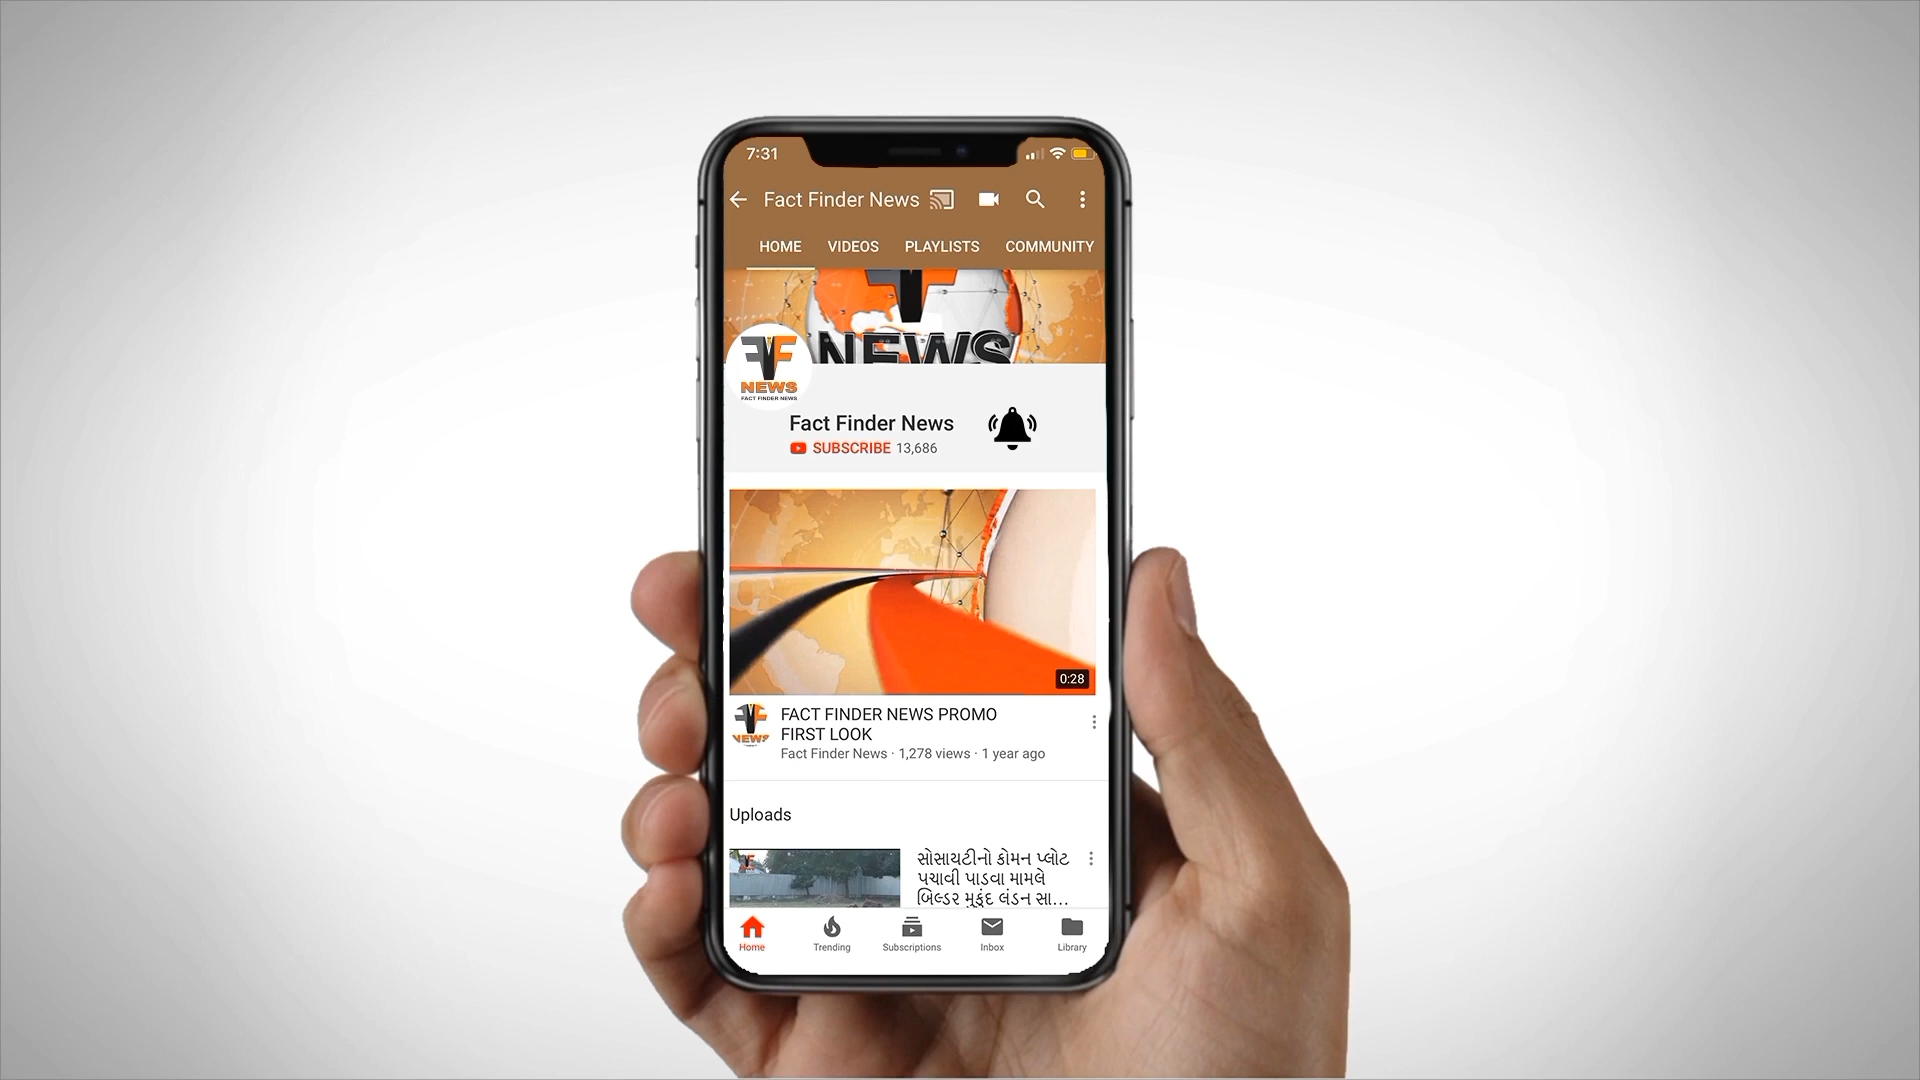 7:31
Fact Finder News
HOME VIDEOS PLAYLISTS COMMUNITY
NEWS
NEWS
FACT FINDER NEWS
Fact Finder News
SUBSCRIBE 13,686
0:28
FACT FINDER NEWS PROMO
FIRST LOOK
NEWS
Fact Finder News · 1,278 views · 1 year ago
Uploads
સોસાયટીનો કોમન પ્લોટ
પચાવી પાડવા મામલે
બિલ્ડર મુકુંદ લંડન સા...
Home Trending Subscriptions Inbox Library